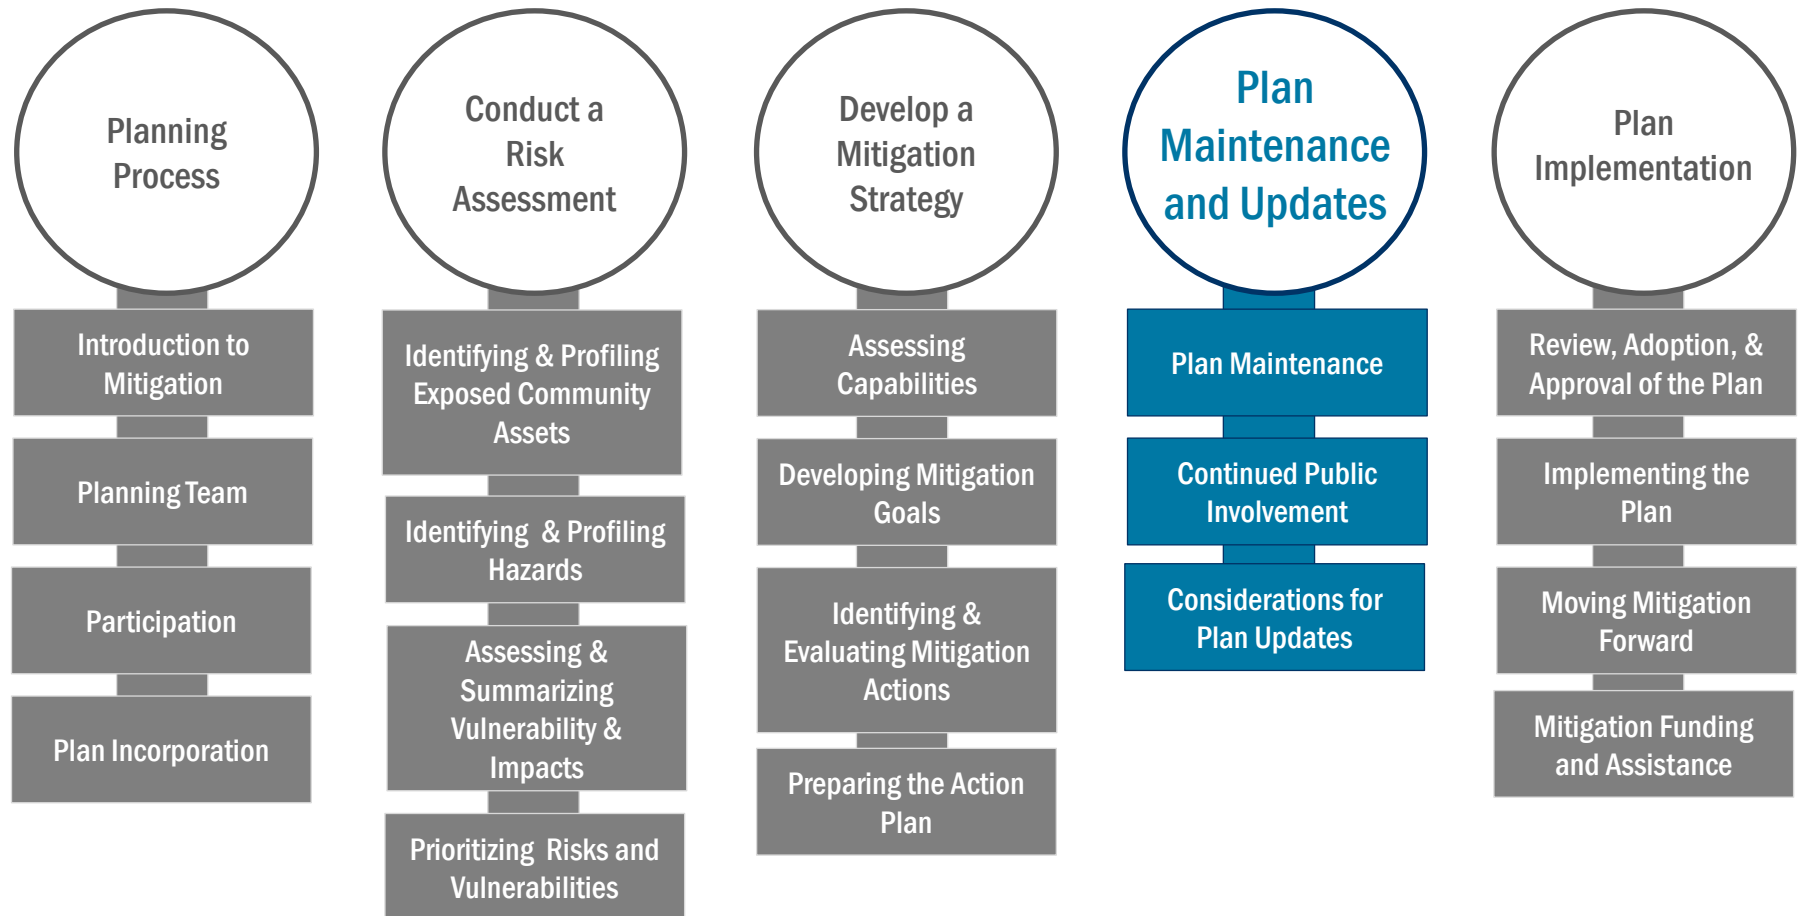 Planning
Process
Introduction to
Mitigation
Planning Team
Participation
Plan Incorporation
Conduct a
Risk
Assessment
Identifying & Profiling
Exposed Community
Assets
Identifying & Profiling
Hazards
Assessing &
Summarizing
Vulnerability &
Impacts
Prioritizing Risks and
Vulnerabilities
Develop a
Mitigation
Strategy
Assessing
Capabilities
Developing Mitigation
Goals
Identifying &
Evaluating Mitigation
Actions
Preparing the Action
Plan
Plan
Maintenance
and Updates
Plan Maintenance
Continued Public
Involvement
Considerations for
Plan Updates
Plan
Implementation
Review, Adoption, &
Approval of the Plan
Implementing the
Plan
Moving Mitigation
Forward
Mitigation Funding
and Assistance